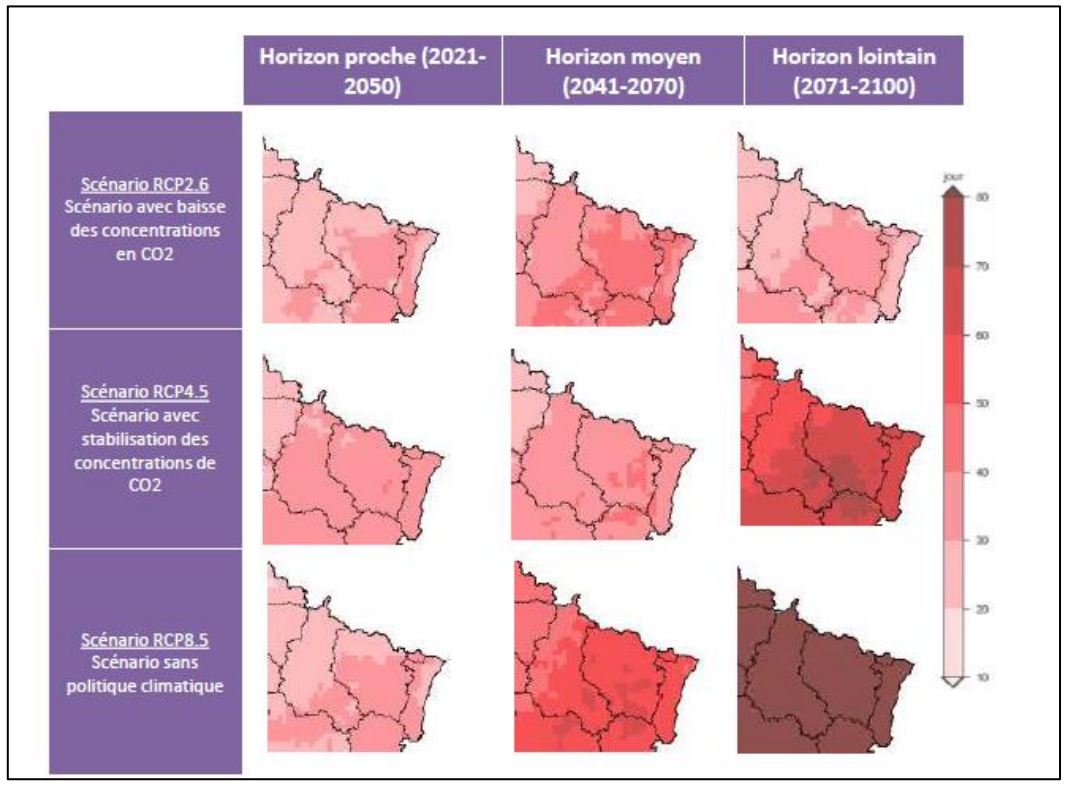 Horizon proche (2021-
2050)
Horizon moyen
(2041-2070)
Horizon lointain
(2071-2100)
Scénario RCP2.6
Scénario avec baisse
des concentrations
en CO2
jour
80
70
60
50
40
30
20
10
Scénario RCP4.5
Scénario avec
stabilisation des
concentrations de
CO2
Scénario RCP8.5
Scénario sans
politique climatique